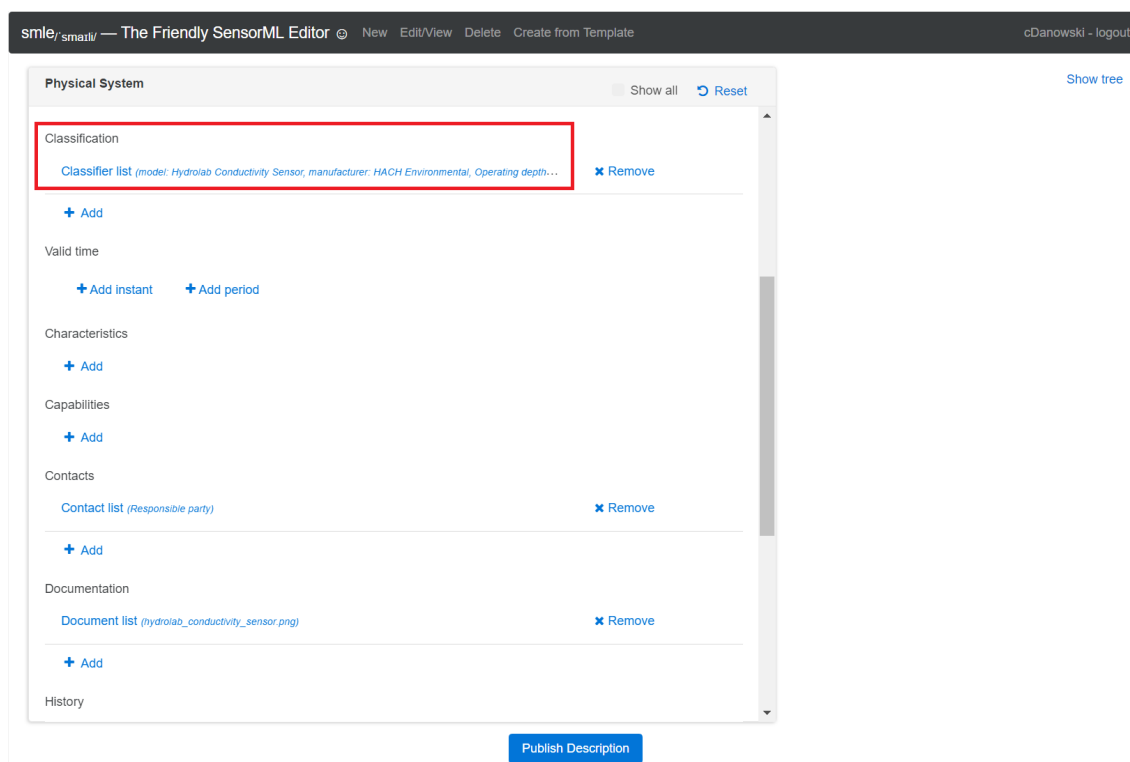 smle/ˈsmaɪli/ — The Friendly SensorML Editor ☺ New Edit/View Delete Create from Template cDanowski - logout
Physical System Show all Reset
Show tree
Classification
Classifier list (model: Hydrolab Conductivity Sensor, manufacturer: HACH Environmental, Operating depth… Remove
Add
Valid time
Add instant Add period
Characteristics
Add
Capabilities
Add
Contacts
Contact list (Responsible party) Remove
Add
Documentation
Document list (hydrolab_conductivity_sensor.png) Remove
Add
History
Publish Description